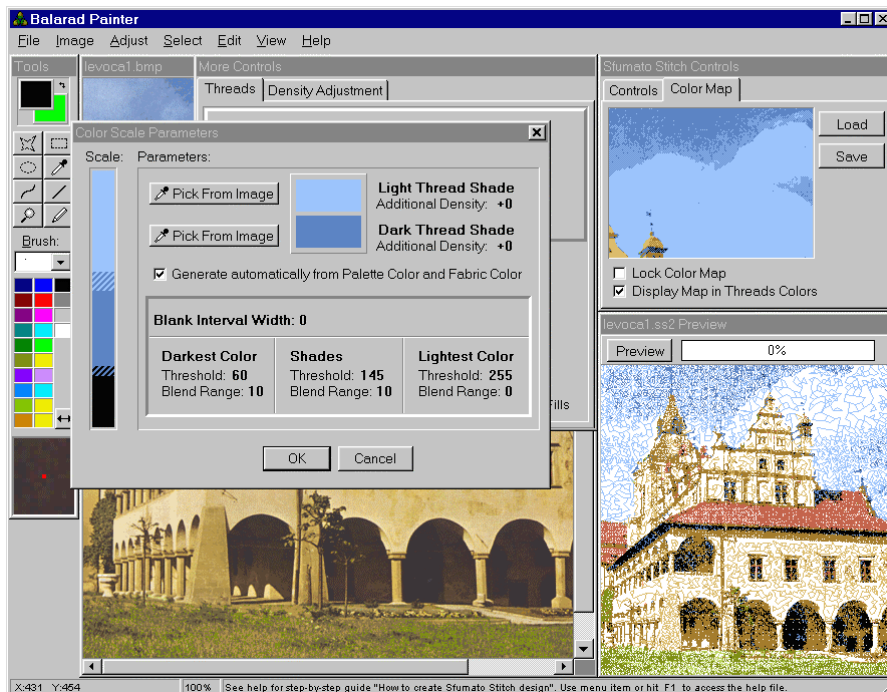 Balarad Painter
File Image Adjust Select Edit View Help
Tools
levoca1.bmp
More Controls
Threads
Density Adjustment
Sfumato Stitch Controls
Controls
Color Map
Load
Save
Lock Color Map
Display Map in Threads Colors
Color Scale Parameters
Scale:
Parameters:
Pick From Image
Light Thread Shade
Additional Density: +0
Pick From Image
Dark Thread Shade
Additional Density: +0
Generate automatically from Palette Color and Fabric Color
Blank Interval Width: 0
Darkest Color
Threshold: 60
Blend Range: 10
Shades
Threshold: 145
Blend Range: 10
Lightest Color
Threshold: 255
Blend Range: 0
OK
Cancel
Brush:
Fills
levoca1.ss2 Preview
Preview
0%
X:431 Y:454
100%
See help for step-by-step guide "How to create Sfumato Stitch design". Use menu item or hit F1 to access the help file.